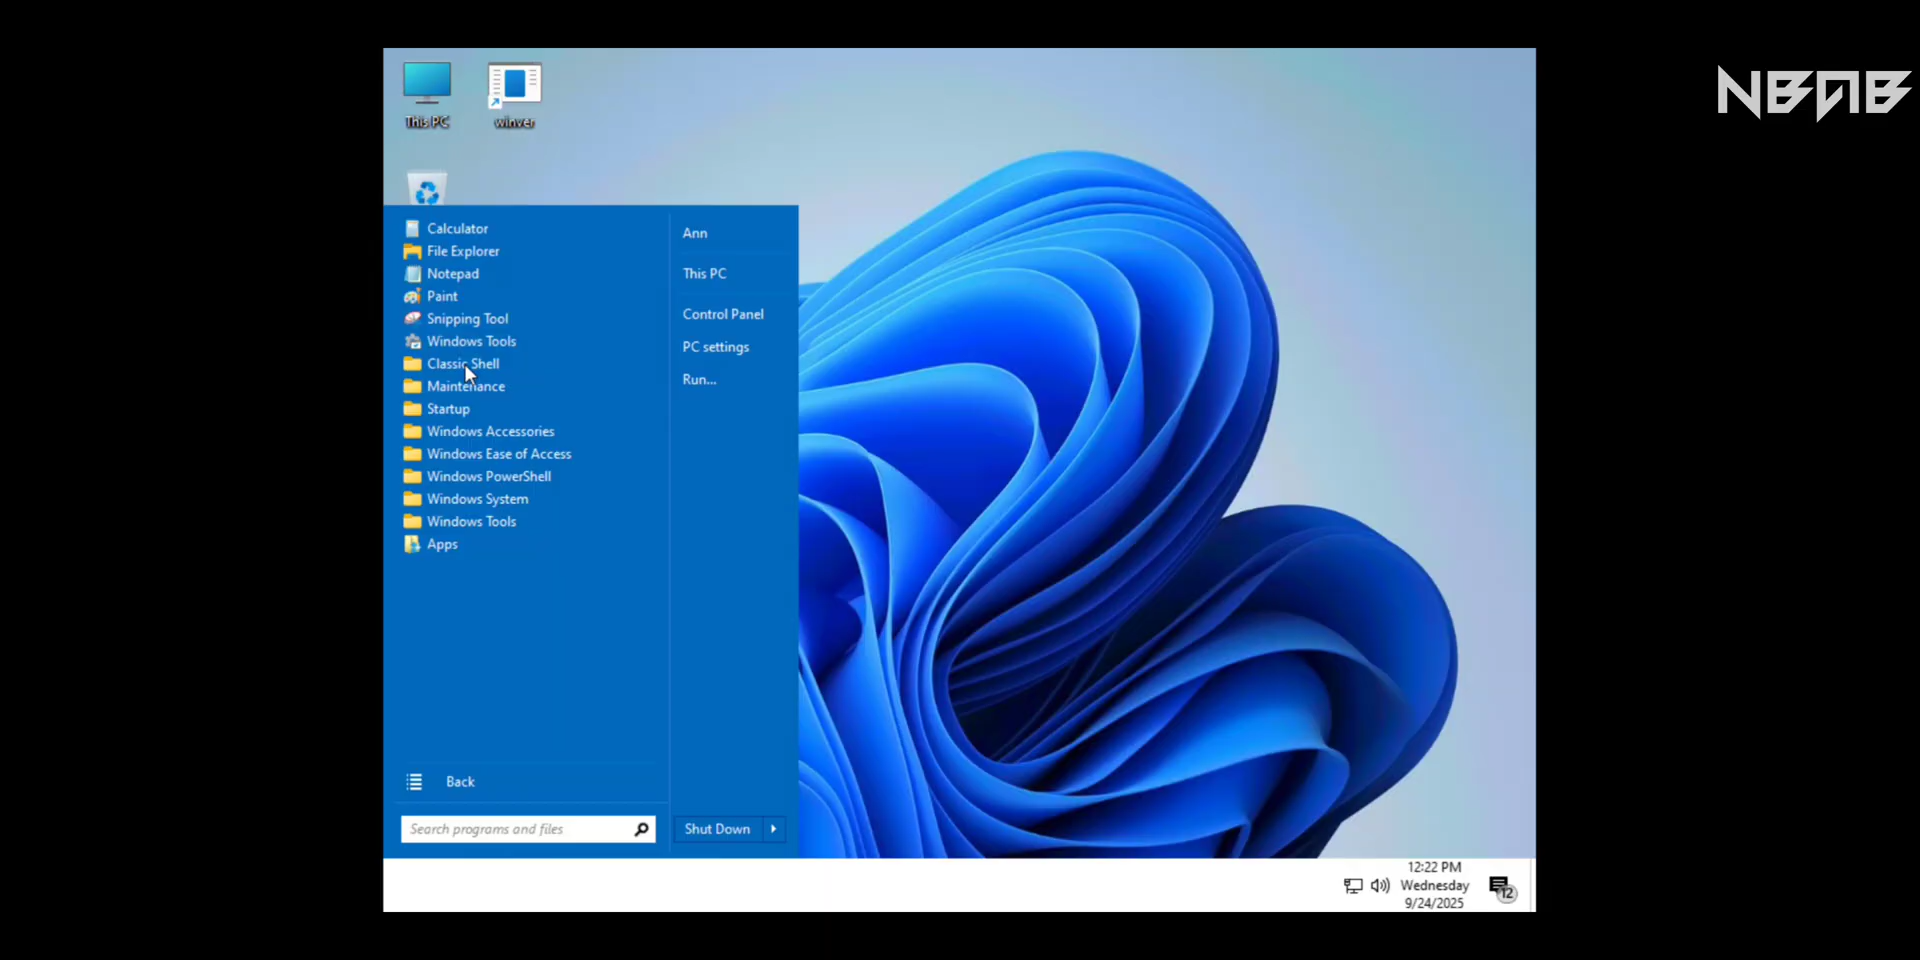 NBAB
This PC
winver
Calculator
File Explorer
Notepad
Paint
Snipping Tool
Windows Tools
Classic Shell
Maintenance
Startup
Windows Accessories
Windows Ease of Access
Windows PowerShell
Windows System
Windows Tools
Apps
Back
Search programs and files
Ann
This PC
Control Panel
PC settings
Run...
Shut Down
12:22 PM
Wednesday
9/24/2025
12